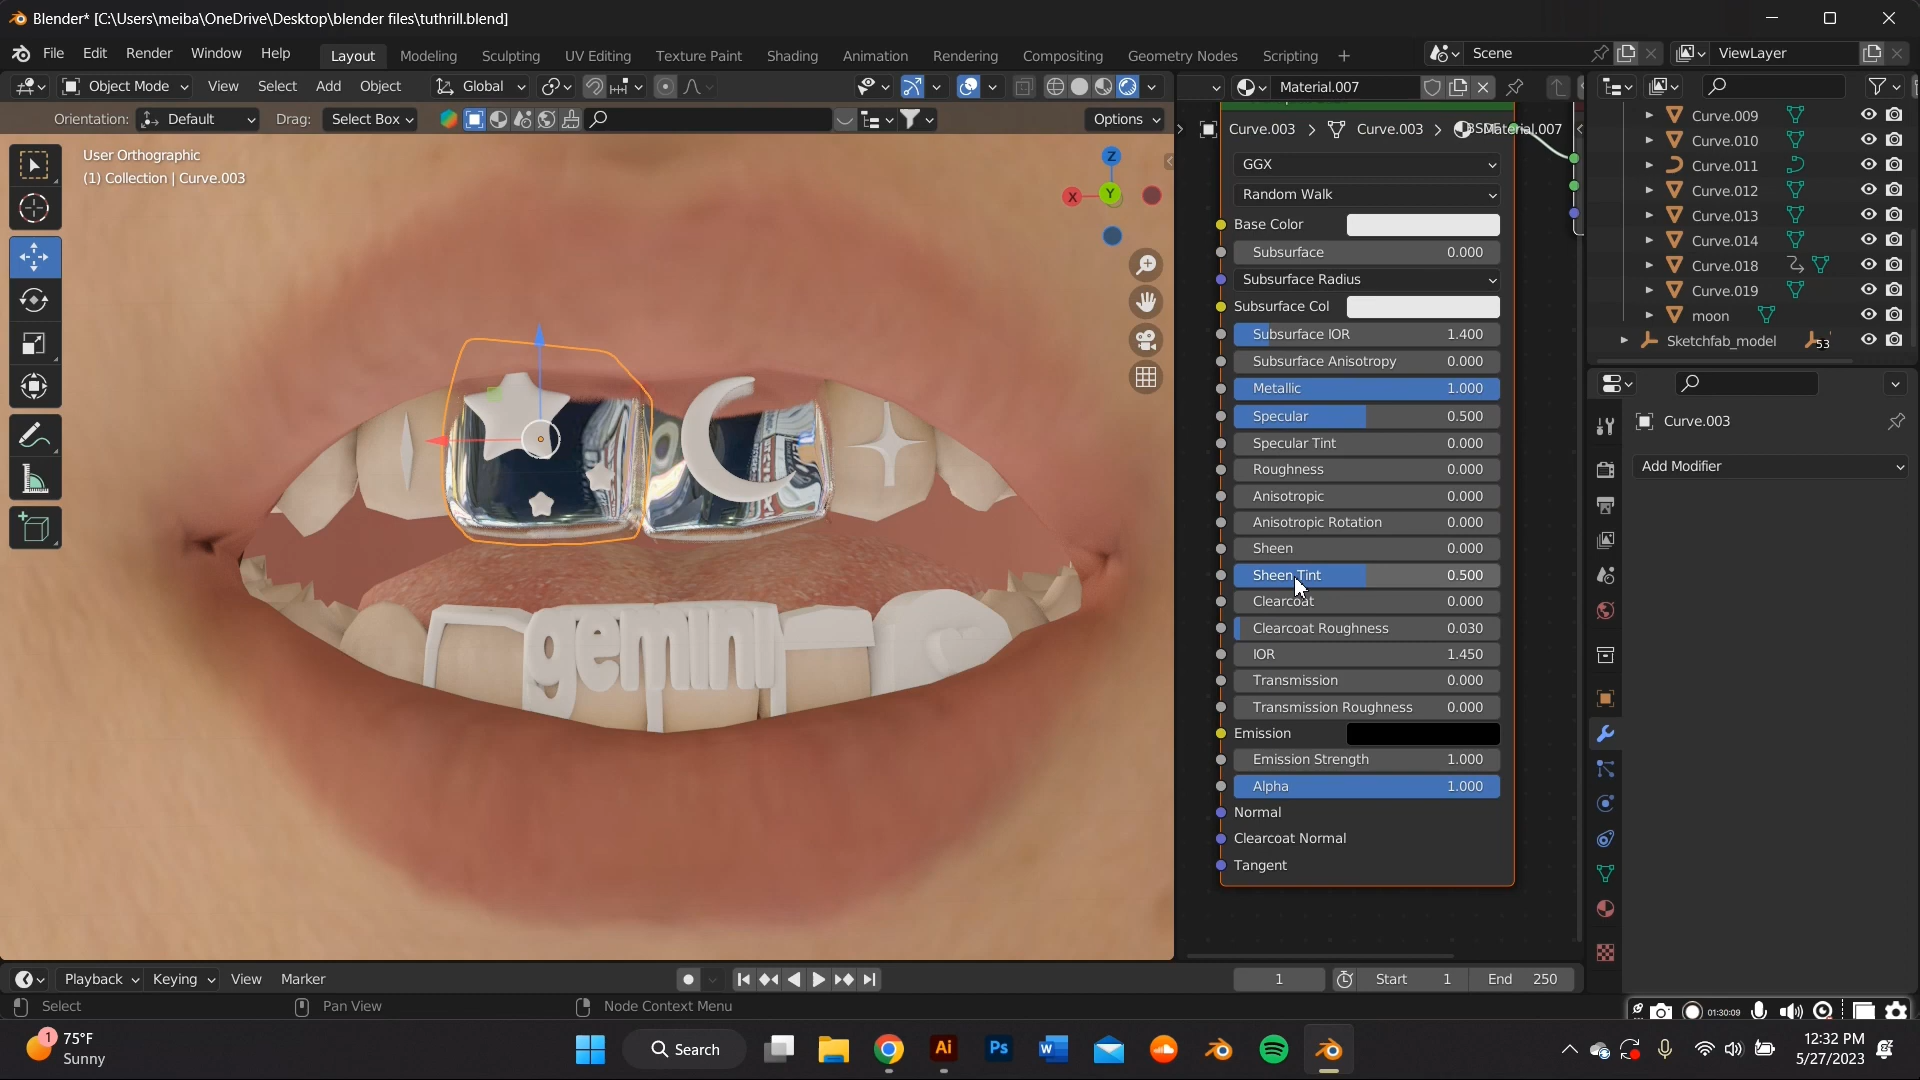 Blender* [C:\Users\meiba\OneDrive\Desktop\blender files\tuthrill.blend]
File Edit Render Window Help Layout Modeling Sculpting UV Editing Texture Paint Shading Animation Rendering Compositing Geometry Nodes Scripting + Scene ViewLayer
Object Mode View Select Add Object Global Material.007
Orientation: Default Drag: Select Box Options
Curve.003 > Curve.003 > Material.007
BSDF
User Orthographic
(1) Collection | Curve.003
Z
X
Y
GGX
Random Walk
Base Color
Subsurface 0.000
Subsurface Radius
Subsurface Col
Subsurface IOR 1.400
Subsurface Anisotropy 0.000
Metallic 1.000
Specular 0.500
Specular Tint 0.000
Roughness 0.000
Anisotropic 0.000
Anisotropic Rotation 0.000
Sheen 0.000
Sheen Tint 0.500
Clearcoat 0.000
Clearcoat Roughness 0.030
IOR 1.450
Transmission 0.000
Transmission Roughness 0.000
Emission
Emission Strength 1.000
Alpha 1.000
Normal
Clearcoat Normal
Tangent
Curve.009
Curve.010
Curve.011
Curve.012
Curve.013
Curve.014
Curve.018
Curve.019
moon
Sketchfab_model 53
Curve.003
Add Modifier
gemini
Playback Keying View Marker 1 Start 1 End 250
Select Pan View Node Context Menu
01:30:09
1 75°F
Sunny
Search
Ai Ps W
12:32 PM
5/27/2023